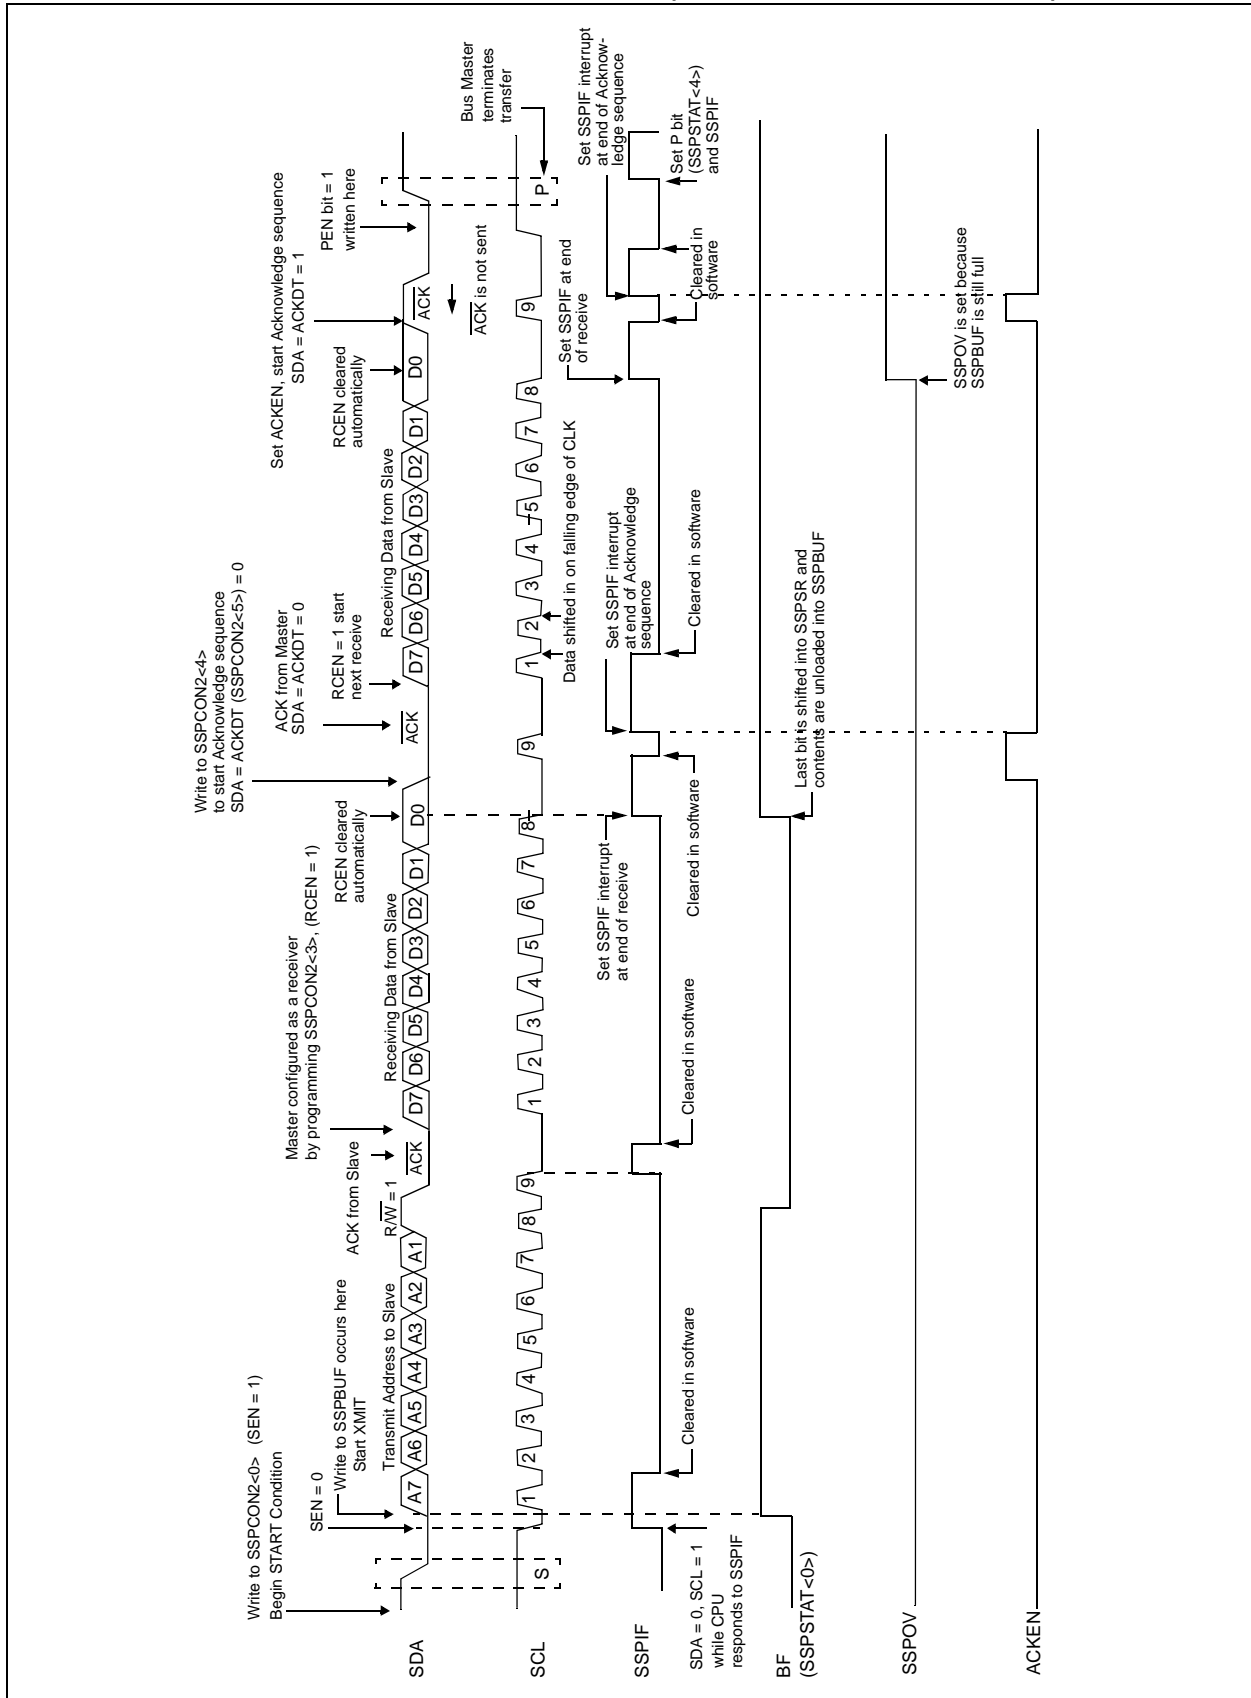 Write to SSPCON2<0> (SEN = 1)
Begin START Condition
SEN = 0
Write to SSPBUF occurs here
Start XMIT
Transmit Address to Slave
ACK from Slave
R/W = 1
Master configured as a receiver
by programming SSPCON2<3>, (RCEN = 1)
Receiving Data from Slave
RCEN cleared
automatically
Write to SSPCON2<4>
to start Acknowledge sequence
SDA = ACKDT (SSPCON2<5>) = 0
ACK from Master
SDA = ACKDT = 0
RCEN = 1 start
next receive
Receiving Data from Slave
RCEN cleared
automatically
Set ACKEN, start Acknowledge sequence
SDA = ACKDT = 1
PEN bit = 1
written here
SDA
A7 A6 A5 A4 A3 A2 A1
ACK
D7 D6 D5 D4 D3 D2 D1 D0
ACK
D7 D6 D5 D4 D3 D2 D1 D0
ACK
ACK is not sent
Bus Master
terminates
transfer
SCL
S
1 2 3 4 5 6 7 8 9
1 2 3 4 5 6 7 8 9
1 2 3 4 5 6 7 8 9
P
Data shifted in on falling edge of CLK
Set SSPIF interrupt
at end of receive
Set SSPIF interrupt
at end of Acknowledge
sequence
Set SSPIF at end
of receive
Set SSPIF interrupt
at end of Acknow-
ledge sequence
SSPIF
SDA = 0, SCL = 1
while CPU
responds to SSPIF
Cleared in software
Cleared in software
Cleared in software
Cleared in software
Cleared in
software
Set P bit
(SSPSTAT<4>)
and SSPIF
BF
(SSPSTAT<0>)
Last bit is shifted into SSPSR and
contents are unloaded into SSPBUF
SSPOV
SSPOV is set because
SSPBUF is still full
ACKEN